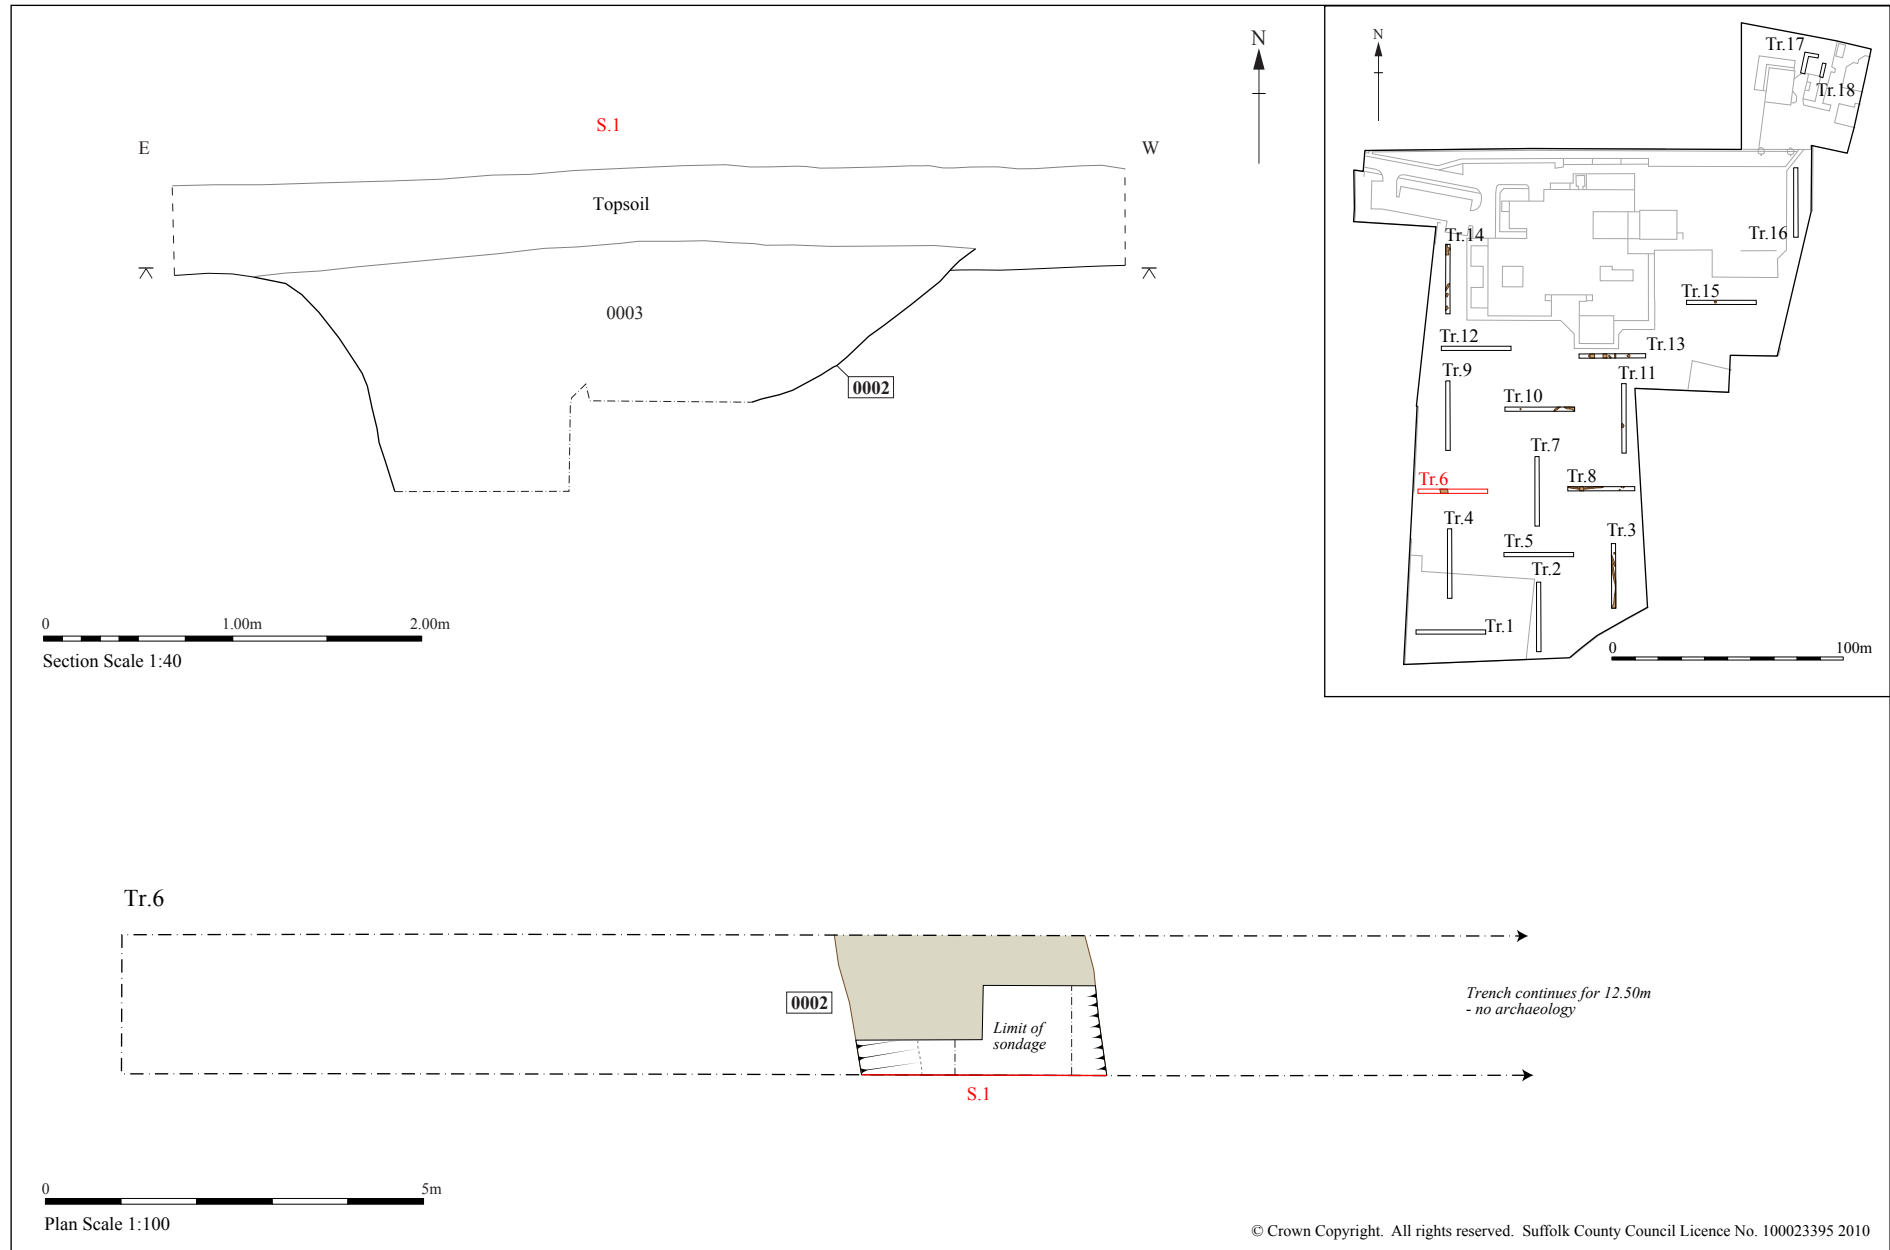 S.1
E
W
N
Topsoil
0003
0002
0 1.00m 2.00m
Section Scale 1:40
N
Tr.17
Tr.18
Tr.14
Tr.16
Tr.15
Tr.12
Tr.13
Tr.9
Tr.11
Tr.10
Tr.7
Tr.6
Tr.8
Tr.4
Tr.3
Tr.5
Tr.2
Tr.1
0 100m
Tr.6
0002
Limit of
sondage
Trench continues for 12.50m
- no archaeology
S.1
0 5m
Plan Scale 1:100
© Crown Copyright. All rights reserved. Suffolk County Council Licence No. 100023395 2010